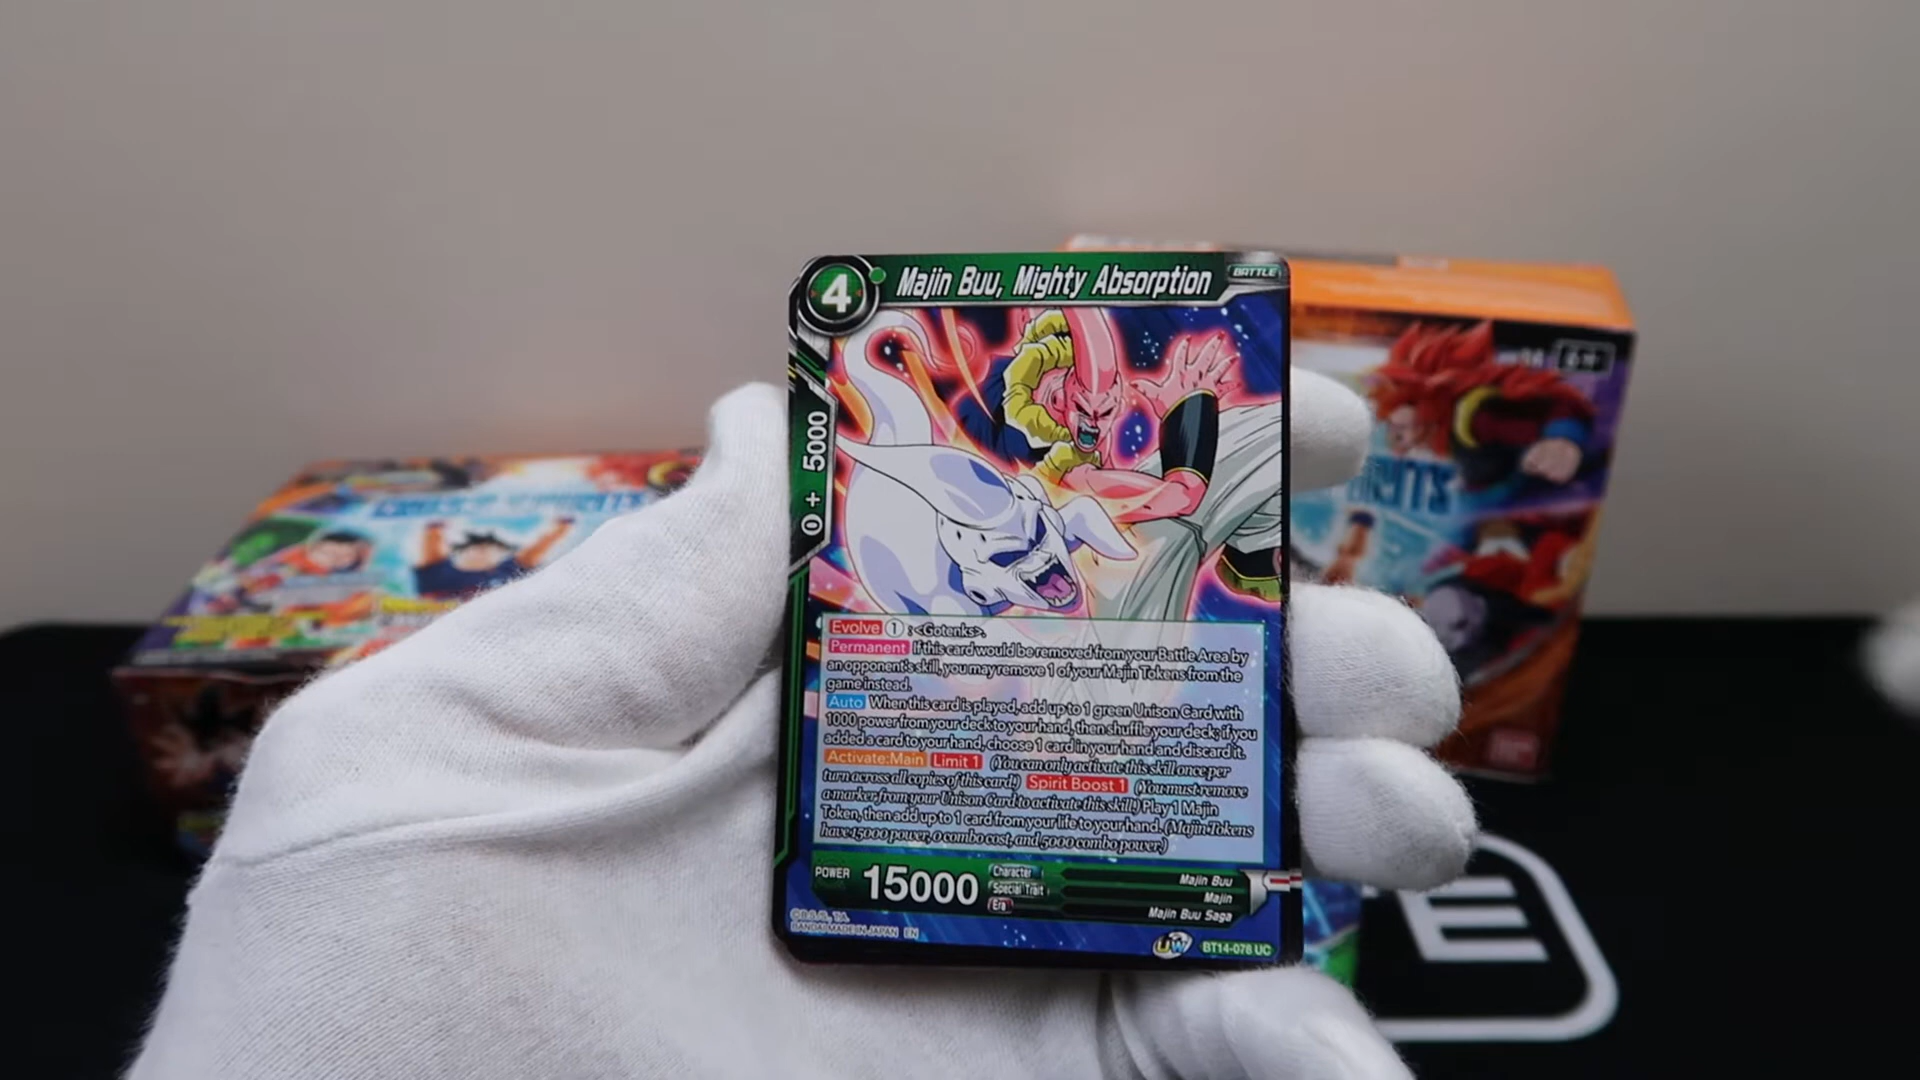 4
Majin Buu, Mighty Absorption
BATTLE
0 + 5000
Evolve 1 : <Gotenks>.
Permanent If this card would be removed from your Battle Area by
an opponent's skill, you may remove 1 of your Majin Tokens from the
game instead.
Auto When this card is played, add up to 1 green Unison Card with
1000 power from your deck to your hand, then shuffle your deck; if you
added a card to your hand, choose 1 card in your hand and discard it.
Activate:Main Limit 1 (You can only activate this skill once per
turn across all copies of this card.) Spirit Boost 1 (You must remove
a marker from your Unison Card to activate this skill.) Play 1 Majin
Token, then add up to 1 card from your life to your hand. (Majin Tokens
have 15000 power, 0 combo cost, and 5000 combo power.)
POWER 15000
Character Majin Buu
Special Trait Majin
Era Majin Buu Saga
©B.S./S., T.A.
BANDAI MADE IN JAPAN EN
UW
BT14-078 UC
E